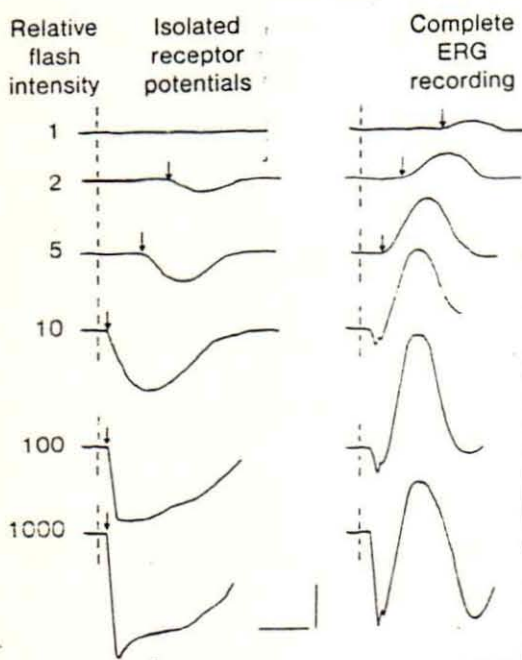 Relative
flash
intensity
Isolated
receptor
potentials
Complete
ERG
recording
1
2
5
10
100
1000